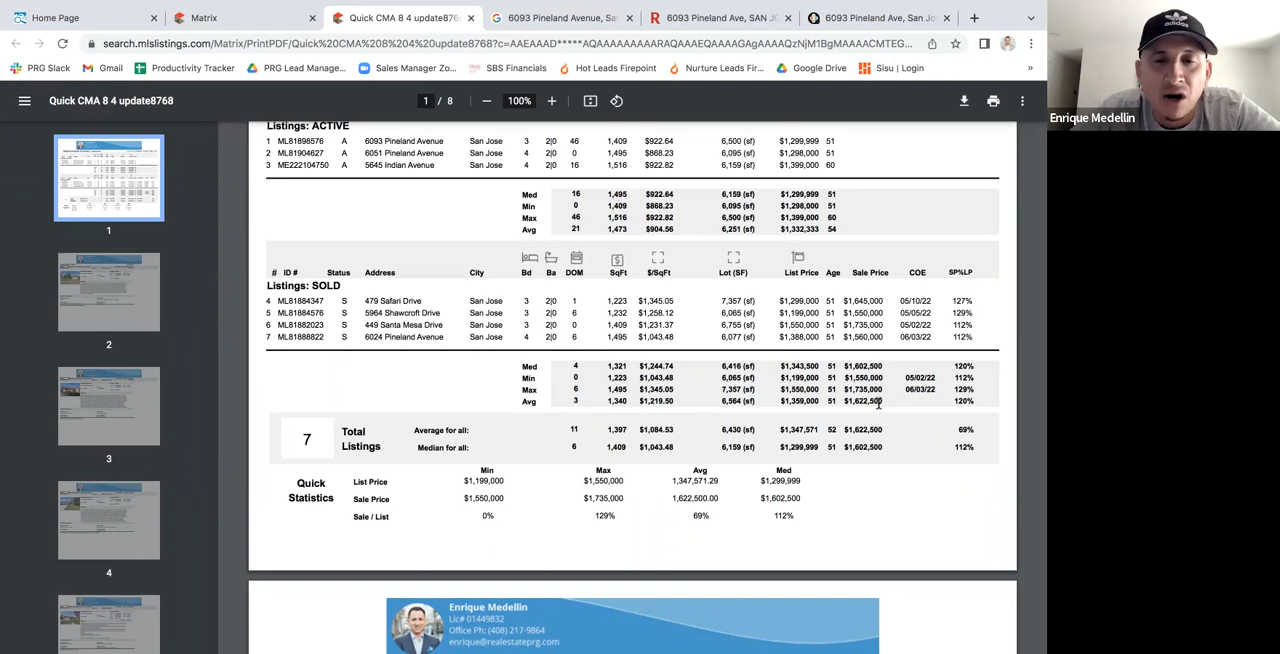 Home Page
Matrix
Quick CMA 8 4 update8768
6093 Pineland Avenue, Sa
6093 Pineland Ave, SAN JO
6093 Pineland Ave, San Jo
search.mlslistings.com/Matrix/PrintPDF/Quick%20CMA%208%204%20update8768?c=AAEAAAD*****AQAAAAAAAAARAQAAAEQAAAAGAgAAAAQzNjM1BgMAAAACMTEG...
PRG Slack
Gmail
Productivity Tracker
PRG Lead Manage...
Sales Manager Zo...
SBS Financials
Hot Leads Firepoint
Nurture Leads Fir...
Google Drive
Sisu | Login
»
Quick CMA 8 4 update8768
1 / 8
100%
Enrique Medellin
1
2
3
4
Listings: ACTIVE
1 ML81898576 A 6093 Pineland Avenue San Jose 3 2|0 46 1,409 $922.64 6,500 (sf) $1,299,999 51
2 ML81904627 A 6051 Pineland Avenue San Jose 4 2|0 0 1,495 $868.23 6,095 (sf) $1,298,000 51
3 ME222104750 A 5645 Indian Avenue San Jose 4 2|0 16 1,516 $922.82 6,159 (sf) $1,399,000 60
Med 16 1,495 $922.64 6,159 (sf) $1,299,999 51
Min 0 1,409 $868.23 6,095 (sf) $1,298,000 51
Max 46 1,516 $922.82 6,500 (sf) $1,399,000 60
Avg 21 1,473 $904.56 6,251 (sf) $1,332,333 54
# ID # Status Address City Bd Ba DOM SqFt $/SqFt Lot (SF) List Price Age Sale Price COE SP%LP
Listings: SOLD
4 ML81884347 S 479 Safari Drive San Jose 3 2|0 1 1,223 $1,345.05 7,357 (sf) $1,299,000 51 $1,645,000 05/10/22 127%
5 ML81884576 S 5964 Shawcroft Drive San Jose 3 2|0 6 1,232 $1,258.12 6,065 (sf) $1,199,000 51 $1,550,000 05/05/22 129%
6 ML81882023 S 449 Santa Mesa Drive San Jose 3 2|0 0 1,409 $1,231.37 6,755 (sf) $1,550,000 51 $1,735,000 05/02/22 112%
7 ML81888822 S 6024 Pineland Avenue San Jose 4 2|0 6 1,495 $1,043.48 6,077 (sf) $1,388,000 51 $1,560,000 06/03/22 112%
Med 4 1,321 $1,244.74 6,416 (sf) $1,343,500 51 $1,602,500 120%
Min 0 1,223 $1,043.48 6,065 (sf) $1,199,000 51 $1,550,000 05/02/22 112%
Max 6 1,495 $1,345.05 7,357 (sf) $1,550,000 51 $1,735,000 06/03/22 129%
Avg 3 1,340 $1,219.50 6,564 (sf) $1,359,000 51 $1,622,500 120%
7 Total Listings
Average for all: 11 1,397 $1,084.53 6,430 (sf) $1,347,571 52 $1,622,500 69%
Median for all: 6 1,409 $1,043.48 6,159 (sf) $1,299,999 51 $1,602,500 112%
Quick Statistics
Min Max Avg Med
List Price $1,199,000 $1,550,000 1,347,571.29 $1,299,999
Sale Price $1,550,000 $1,735,000 1,622,500.00 $1,602,500
Sale / List 0% 129% 69% 112%
Enrique Medellin
Lic# 01449832
Office Ph: (408) 217-9864
enrique@realestateprg.com